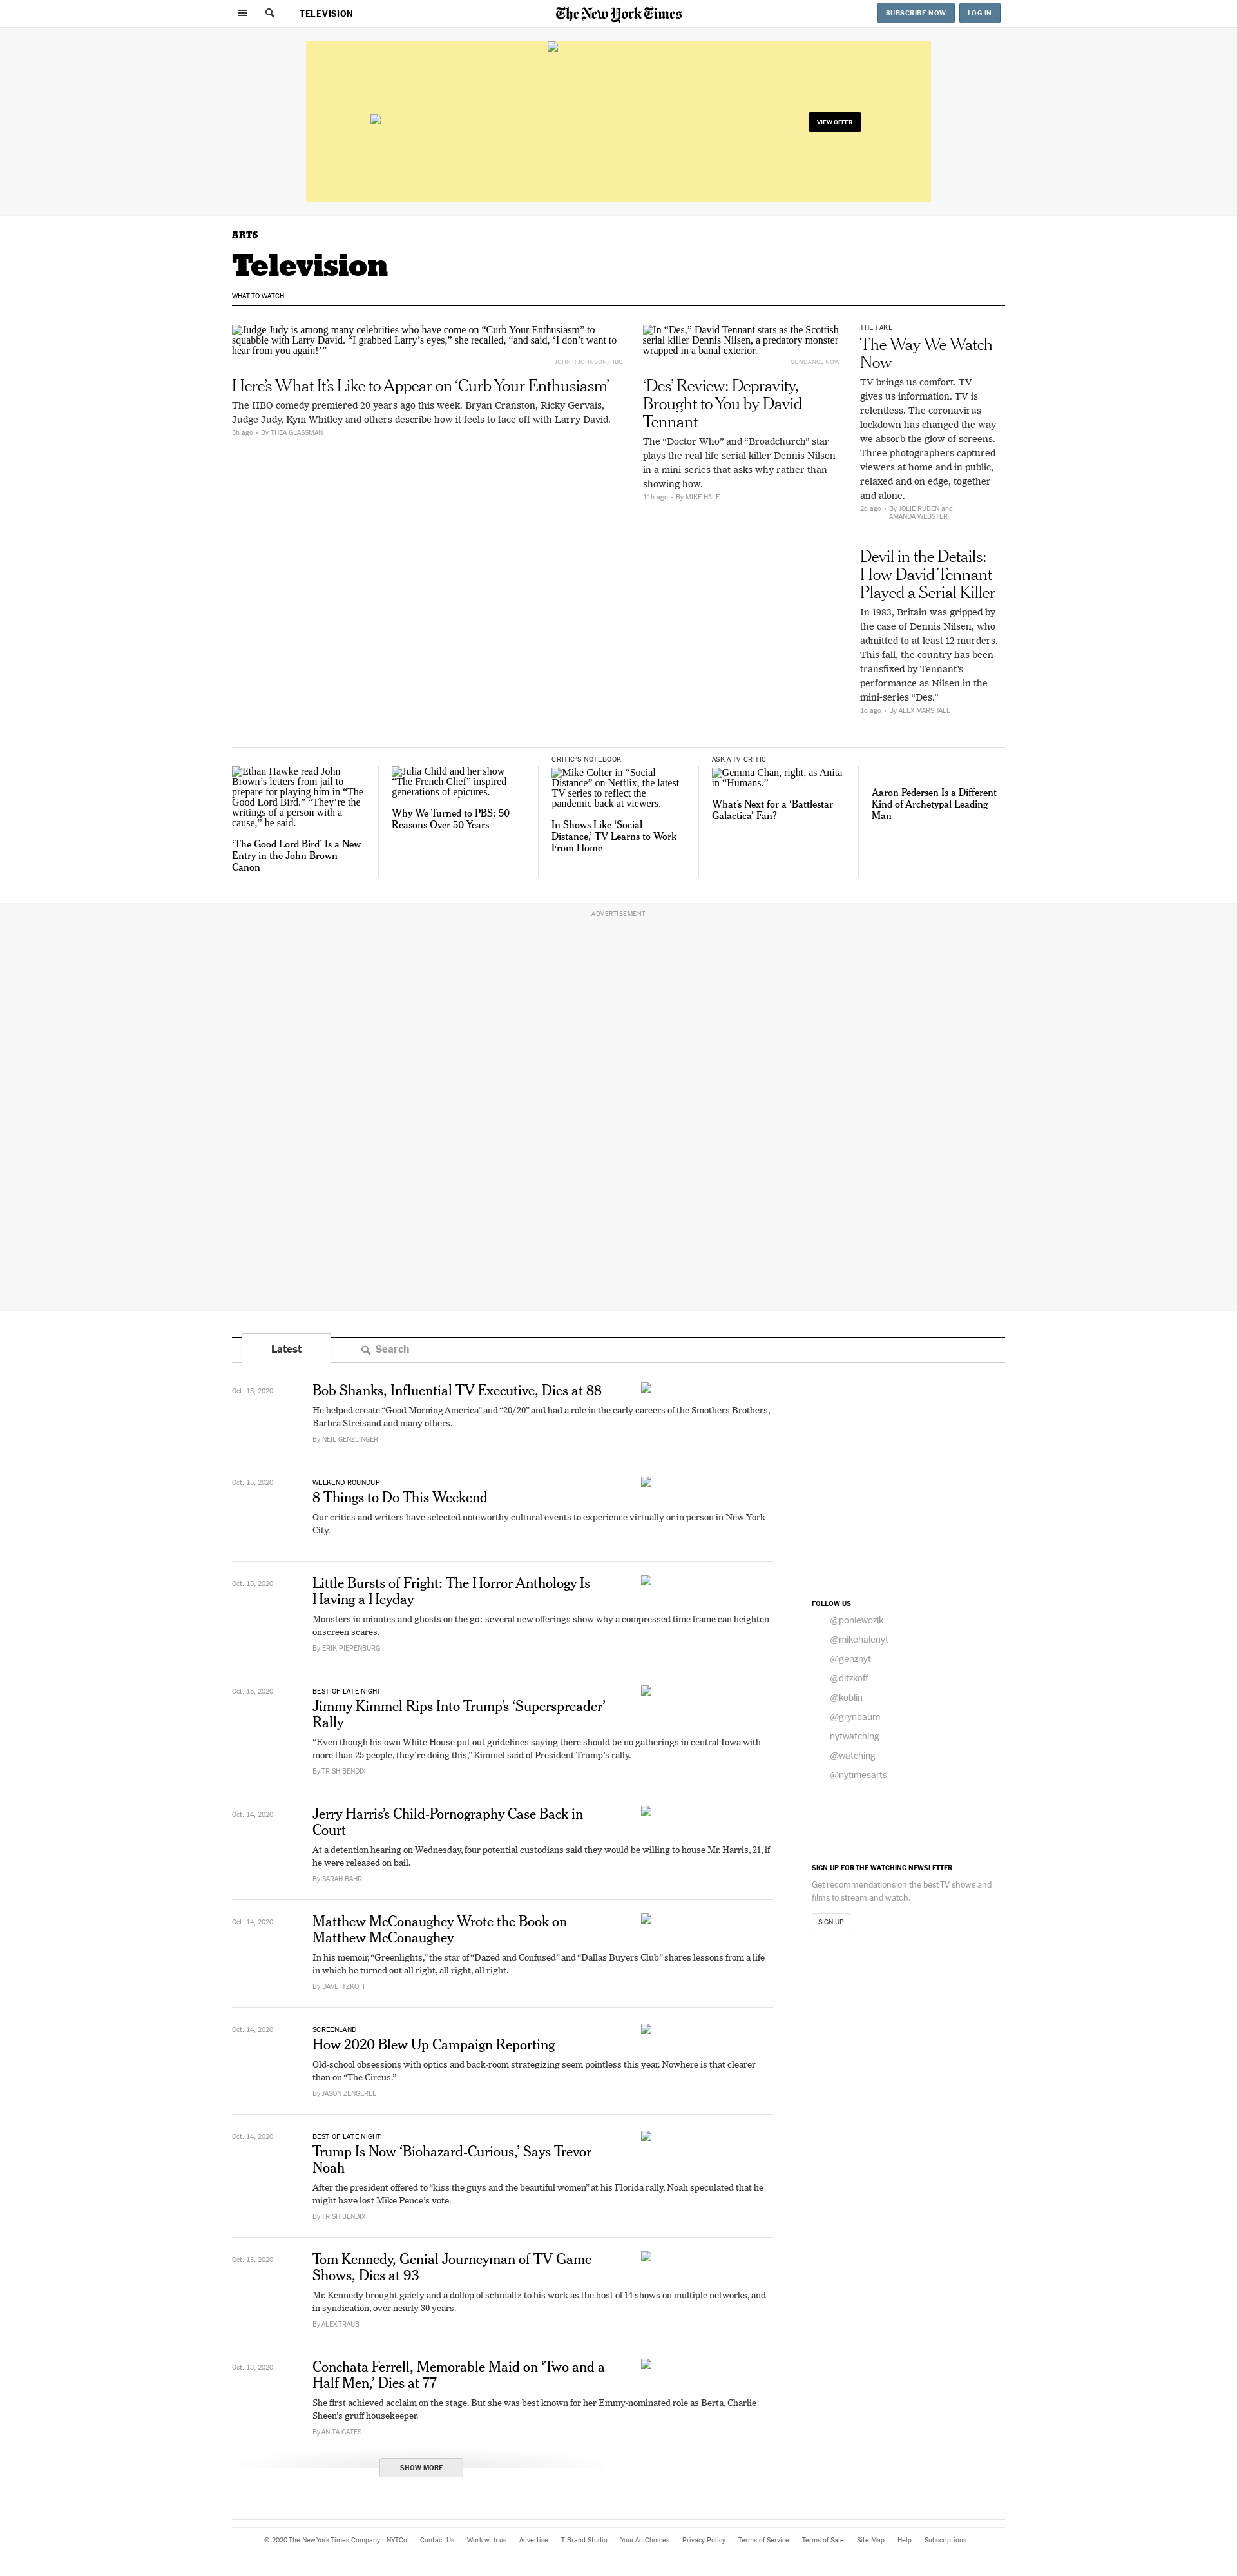 TELEVISION
The New York Times
SUBSCRIBE NOW
LOG IN
VIEW OFFER
ARTS
Television
WHAT TO WATCH
Judge Judy is among many celebrities who have come on “Curb Your Enthusiasm” to
squabble with Larry David. “I grabbed Larry’s eyes,” she recalled, “and said, ‘I don’t want to
hear from you again!’”
JOHN P. JOHNSON/HBO
Here’s What It’s Like to Appear on ‘Curb Your Enthusiasm’
The HBO comedy premiered 20 years ago this week. Bryan Cranston, Ricky Gervais,
Judge Judy, Kym Whitley and others describe how it feels to face off with Larry David.
3h ago • By THEA GLASSMAN
In “Des,” David Tennant stars as the Scottish
serial killer Dennis Nilsen, a predatory monster
wrapped in a banal exterior.
SUNDANCE NOW
‘Des’ Review: Depravity,
Brought to You by David
Tennant
The “Doctor Who” and “Broadchurch” star
plays the real-life serial killer Dennis Nilsen
in a mini-series that asks why rather than
showing how.
11h ago • By MIKE HALE
THE TAKE
The Way We Watch
Now
TV brings us comfort. TV
gives us information. TV is
relentless. The coronavirus
lockdown has changed the way
we absorb the glow of screens.
Three photographers captured
viewers at home and in public,
relaxed and on edge, together
and alone.
2d ago • By JOLIE RUBEN and
AMANDA WEBSTER
Devil in the Details:
How David Tennant
Played a Serial Killer
In 1983, Britain was gripped by
the case of Dennis Nilsen, who
admitted to at least 12 murders.
This fall, the country has been
transfixed by Tennant’s
performance as Nilsen in the
mini-series “Des.”
1d ago • By ALEX MARSHALL
Ethan Hawke read John
Brown’s letters from jail to
prepare for playing him in “The
Good Lord Bird.” “They’re the
writings of a person with a
cause,” he said.
‘The Good Lord Bird’ Is a New
Entry in the John Brown
Canon
Julia Child and her show
“The French Chef” inspired
generations of epicures.
Why We Turned to PBS: 50
Reasons Over 50 Years
CRITIC’S NOTEBOOK
Mike Colter in “Social
Distance” on Netflix, the latest
TV series to reflect the
pandemic back at viewers.
In Shows Like ‘Social
Distance,’ TV Learns to Work
From Home
ASK A TV CRITIC
Gemma Chan, right, as Anita
in “Humans.”
What’s Next for a ‘Battlestar
Galactica’ Fan?
Aaron Pedersen Is a Different
Kind of Archetypal Leading
Man
ADVERTISEMENT
Latest
Search
Oct. 15, 2020
Bob Shanks, Influential TV Executive, Dies at 88
He helped create “Good Morning America” and “20/20” and had a role in the early careers of the Smothers Brothers,
Barbra Streisand and many others.
By NEIL GENZLINGER
Oct. 15, 2020
WEEKEND ROUNDUP
8 Things to Do This Weekend
Our critics and writers have selected noteworthy cultural events to experience virtually or in person in New York
City.
Oct. 15, 2020
Little Bursts of Fright: The Horror Anthology Is
Having a Heyday
Monsters in minutes and ghosts on the go: several new offerings show why a compressed time frame can heighten
onscreen scares.
By ERIK PIEPENBURG
Oct. 15, 2020
BEST OF LATE NIGHT
Jimmy Kimmel Rips Into Trump’s ‘Superspreader’
Rally
“Even though his own White House put out guidelines saying there should be no gatherings in central Iowa with
more than 25 people, they’re doing this,” Kimmel said of President Trump’s rally.
By TRISH BENDIX
Oct. 14, 2020
Jerry Harris’s Child-Pornography Case Back in
Court
At a detention hearing on Wednesday, four potential custodians said they would be willing to house Mr. Harris, 21, if
he were released on bail.
By SARAH BAHR
Oct. 14, 2020
Matthew McConaughey Wrote the Book on
Matthew McConaughey
In his memoir, “Greenlights,” the star of “Dazed and Confused” and “Dallas Buyers Club” shares lessons from a life
in which he turned out all right, all right, all right.
By DAVE ITZKOFF
Oct. 14, 2020
SCREENLAND
How 2020 Blew Up Campaign Reporting
Old-school obsessions with optics and back-room strategizing seem pointless this year. Nowhere is that clearer
than on “The Circus.”
By JASON ZENGERLE
Oct. 14, 2020
BEST OF LATE NIGHT
Trump Is Now ‘Biohazard-Curious,’ Says Trevor
Noah
After the president offered to “kiss the guys and the beautiful women” at his Florida rally, Noah speculated that he
might have lost Mike Pence’s vote.
By TRISH BENDIX
Oct. 13, 2020
Tom Kennedy, Genial Journeyman of TV Game
Shows, Dies at 93
Mr. Kennedy brought gaiety and a dollop of schmaltz to his work as the host of 14 shows on multiple networks, and
in syndication, over nearly 30 years.
By ALEX TRAUB
Oct. 13, 2020
Conchata Ferrell, Memorable Maid on ‘Two and a
Half Men,’ Dies at 77
She first achieved acclaim on the stage. But she was best known for her Emmy-nominated role as Berta, Charlie
Sheen’s gruff housekeeper.
By ANITA GATES
SHOW MORE
FOLLOW US
@poniewozik
@mikehalenyt
@genznyt
@ditzkoff
@koblin
@grynbaum
nytwatching
@watching
@nytimesarts
SIGN UP FOR THE WATCHING NEWSLETTER
Get recommendations on the best TV shows and
films to stream and watch.
SIGN UP
© 2020 The New York Times Company NYTCo Contact Us Work with us Advertise T Brand Studio Your Ad Choices Privacy Policy Terms of Service Terms of Sale Site Map Help Subscriptions